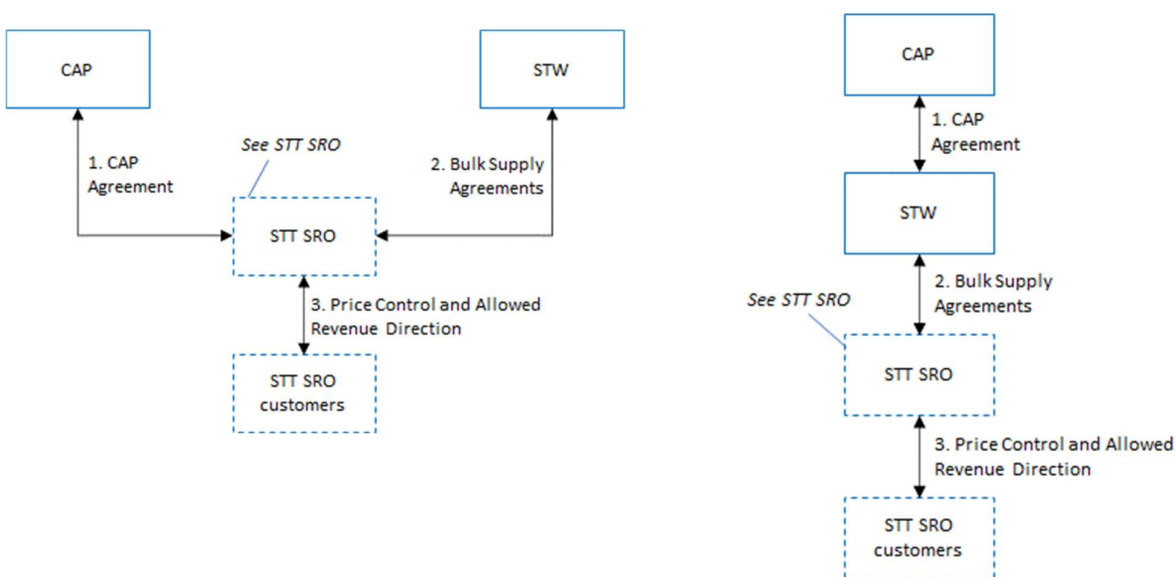 CAP
STW
See STT SRO
1. CAP
Agreement
2. Bulk Supply
Agreements
STT SRO
3. Price Control and Allowed
Revenue Direction
STT SRO
customers
CAP
1. CAP
Agreement
STW
2. Bulk Supply
Agreements
See STT SRO
STT SRO
3. Price Control and Allowed
Revenue Direction
STT SRO
customers